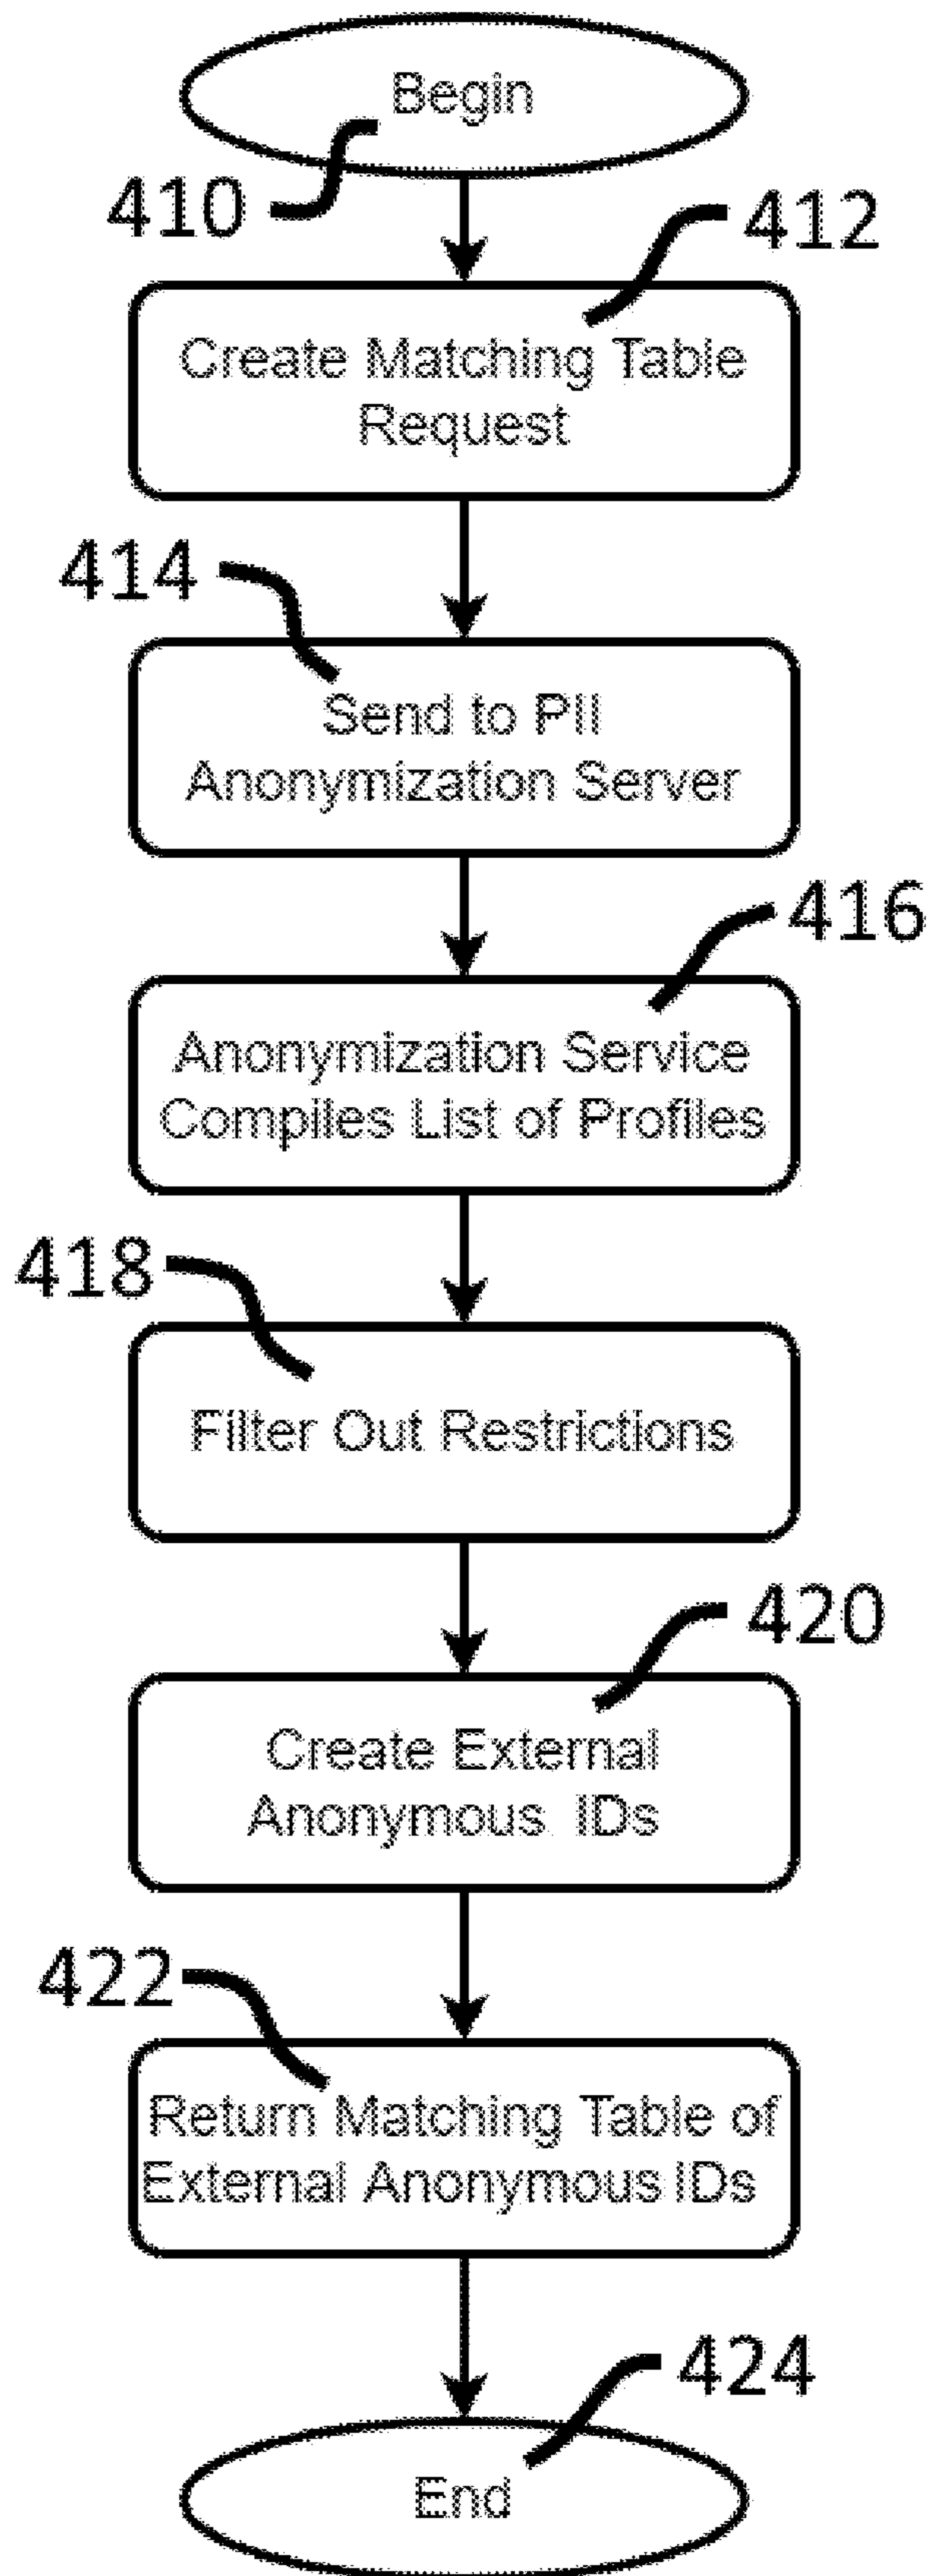 Begin
410
412
Create Matching Table
Request
414
Send to PII
Anonymization Server
416
Anonymization Service
Compiles List of Profiles
418
Filter Out Restrictions
420
Create External
Anonymous IDs
422
Return Matching Table of
External Anonymous IDs
424
End